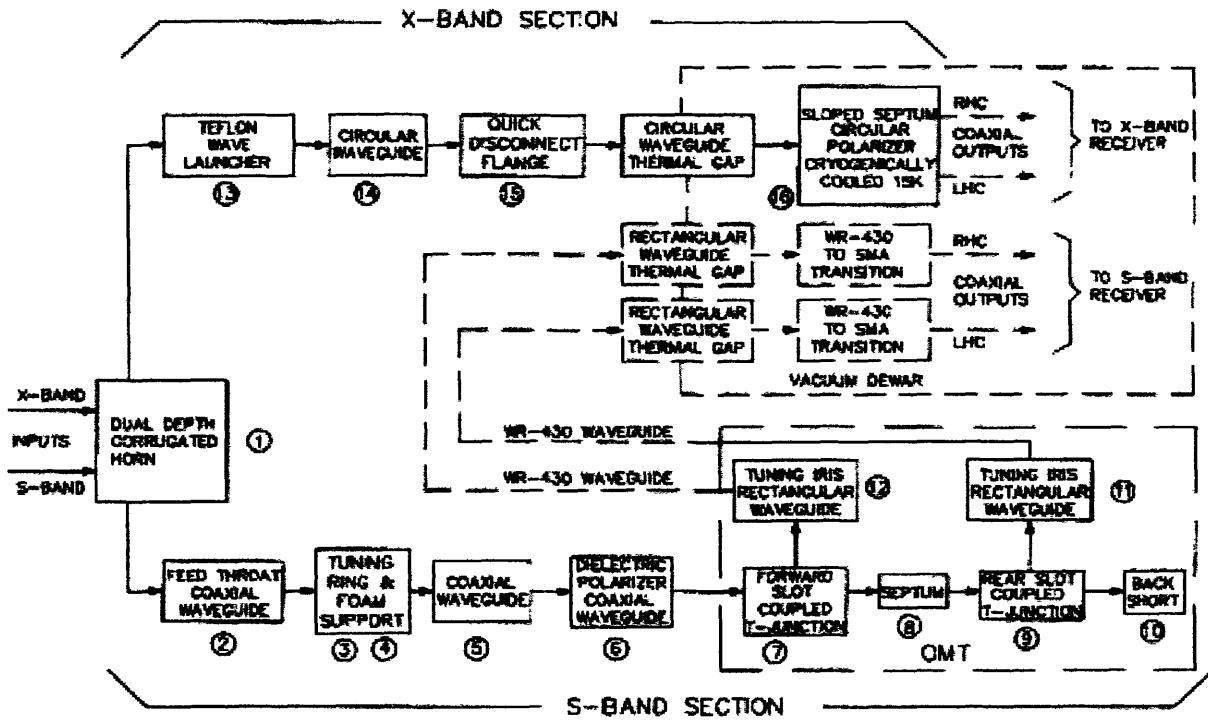 X-BAND SECTION
TEFLON
WAVE
LAUNCHER
13
CIRCULAR
WAVEGUIDE
14
QUICK
DISCONNECT
FLANGE
15
CIRCULAR
WAVEGUIDE
THERMAL GAP
SLOPED SEPTUM
CIRCULAR
POLARIZER
CRYOGENICALLY
COOLED 15K
16
RHC
COAXIAL
OUTPUTS
LHC
TO X-BAND
RECEIVER
RECTANGULAR
WAVEGUIDE
THERMAL GAP
WR-430
TO SMA
TRANSITION
RHC
COAXIAL
OUTPUTS
TO S-BAND
RECEIVER
RECTANGULAR
WAVEGUIDE
THERMAL GAP
WR-430
TO SMA
TRANSITION
LHC
VACUUM DEWAR
X-BAND
INPUTS
S-BAND
DUAL DEPTH
CORRUGATED
HORN
1
WR-430 WAVEGUIDE
WR-430 WAVEGUIDE
TUNING IRIS
RECTANGULAR
WAVEGUIDE
12
TUNING IRIS
RECTANGULAR
WAVEGUIDE
11
FEED THROAT
COAXIAL
WAVEGUIDE
2
TUNING
RING &
FOAM
SUPPORT
3 4
COAXIAL
WAVEGUIDE
5
DIELECTRIC
POLARIZER
COAXIAL
WAVEGUIDE
6
FORWARD
SLOT
COUPLED
T-JUNCTION
7
SEPTUM
8
REAR SLOT
COUPLED
T-JUNCTION
9
BACK
SHORT
10
OMT
S-BAND SECTION